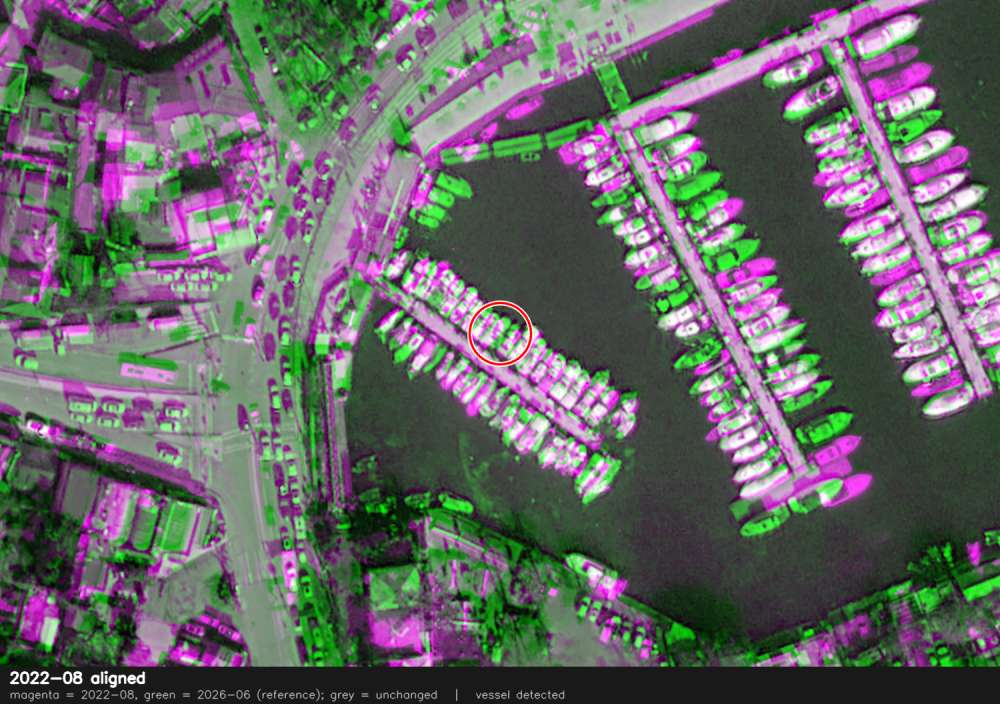 2022-08 aligned
magenta = 2022-08, green = 2026-06 (reference); grey = unchanged | vessel detected